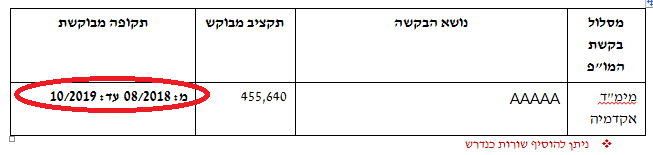 מסלול בקשת המו"פ
נושא הבקשה
תקציב מבוקש
תקופה מבוקשת
מימ"ד אקדמיה
AAAAA
455,640
מ: 08/2018 עד: 10/2019
ניתן להוסיף שורות כנדרש